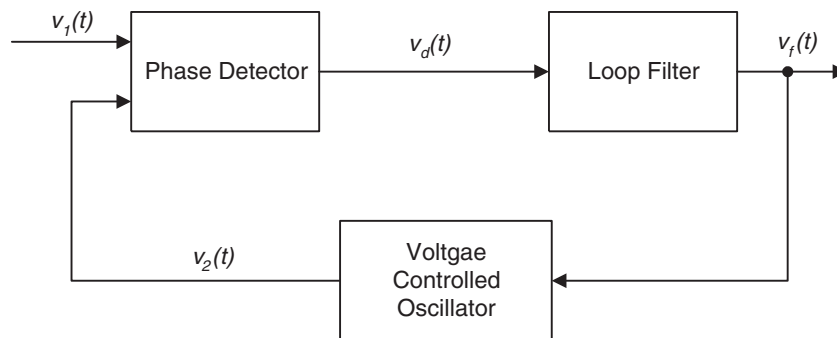 v1(t)
vd(t)
vf(t)
Phase Detector
Loop Filter
v2(t)
Voltgae
Controlled
Oscillator